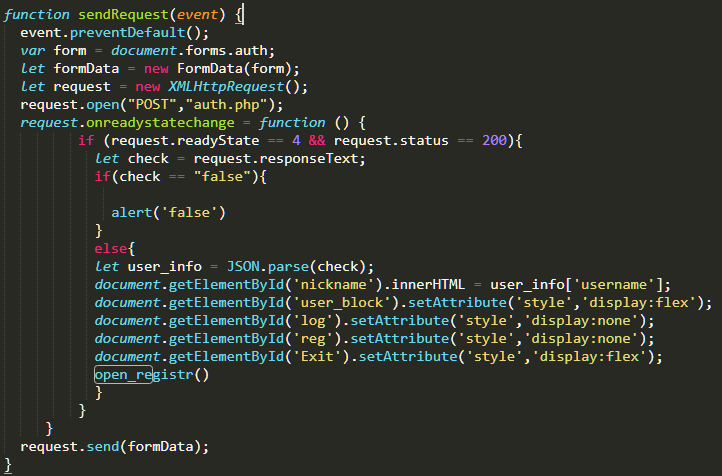 function sendRequest(event) {
event.preventDefault();
var form = document.forms.auth;
let formData = new FormData(form);
let request = new XMLHttpRequest();
request.open("POST","auth.php");
request.onreadystatechange = function () {
if (request.readyState == 4 && request.status == 200){
let check = request.responseText;
if(check == "false"){
alert('false')
}
else{
let user_info = JSON.parse(check);
document.getElementById('nickname').innerHTML = user_info['username'];
document.getElementById('user_block').setAttribute('style','display:flex');
document.getElementById('log').setAttribute('style','display:none');
document.getElementById('reg').setAttribute('style','display:none');
document.getElementById('Exit').setAttribute('style','display:flex');
open_registr()
}
}
}
request.send(formData);
}